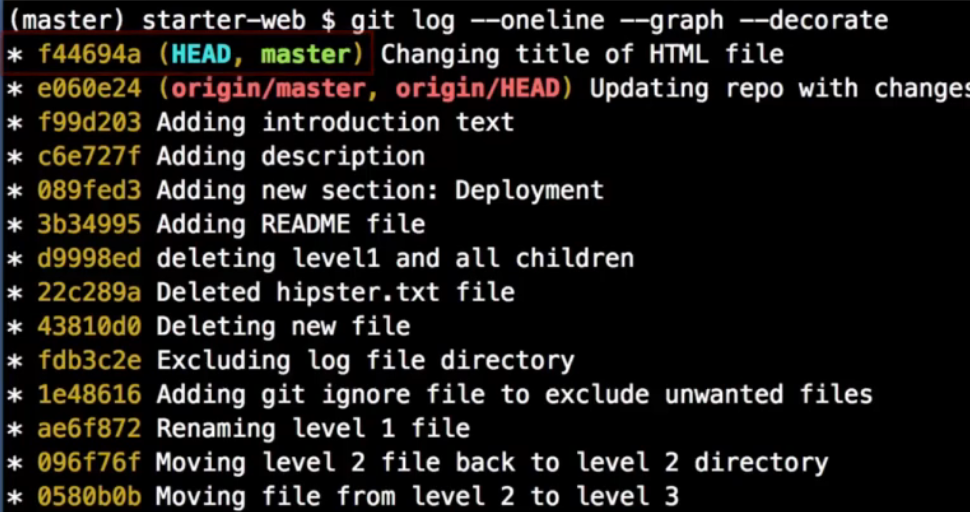 (master) starter-web $ git log --oneline --graph --decorate
* f44694a (HEAD, master) Changing title of HTML file
* e060e24 (origin/master, origin/HEAD) Updating repo with changes
* f99d203 Adding introduction text
* c6e727f Adding description
* 089fed3 Adding new section: Deployment
* 3b34995 Adding README file
* d9998ed deleting level1 and all children
* 22c289a Deleted hipster.txt file
* 43810d0 Deleting new file
* fdb3c2e Excluding log file directory
* 1e48616 Adding git ignore file to exclude unwanted files
* ae6f872 Renaming level 1 file
* 096f76f Moving level 2 file back to level 2 directory
* 0580b0b Moving file from level 2 to level 3